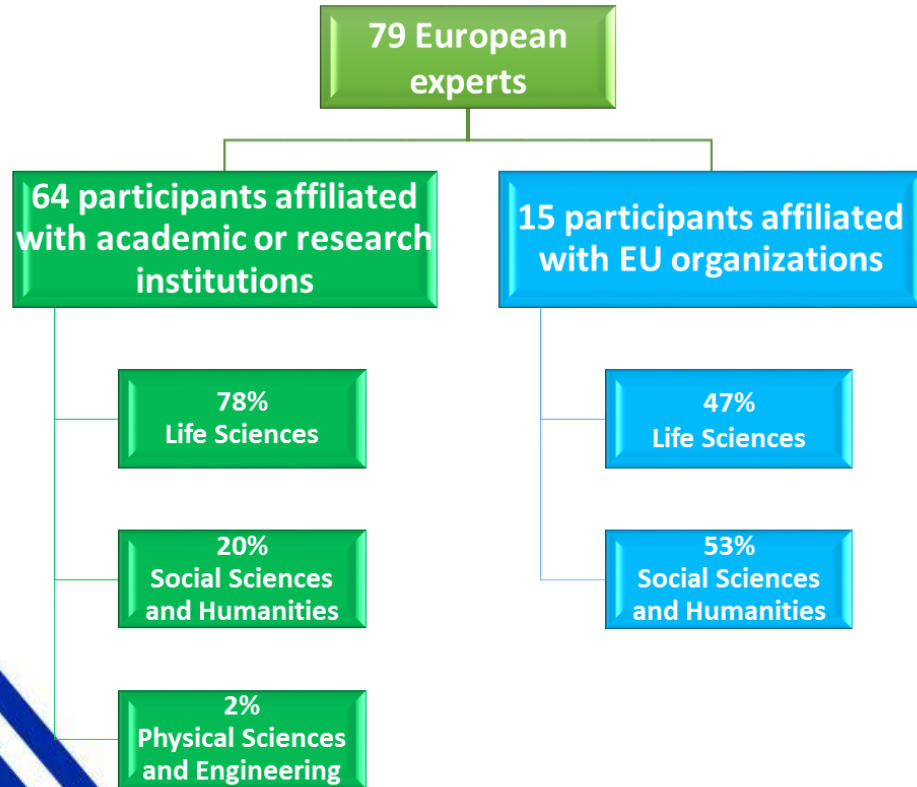 79 European
experts
64 participants affiliated
with academic or research
institutions
15 participants affiliated
with EU organizations
78%
Life Sciences
20%
Social Sciences
and Humanities
2%
Physical Sciences
and Engineering
47%
Life Sciences
53%
Social Sciences
and Humanities